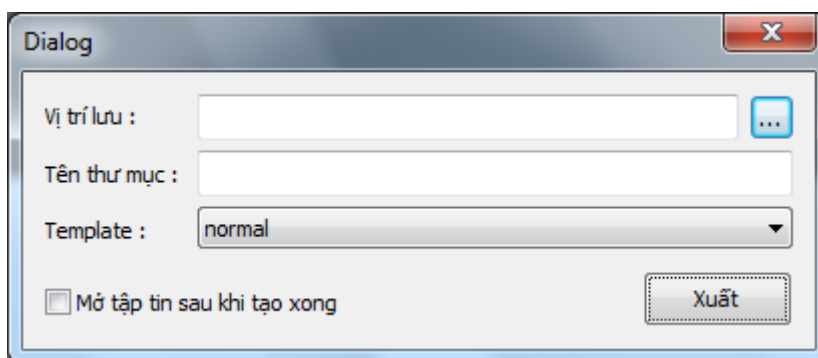 Dialog
Vị trí lưu :
...
Tên thư mục :
Template :
normal
Mở tập tin sau khi tạo xong
Xuất